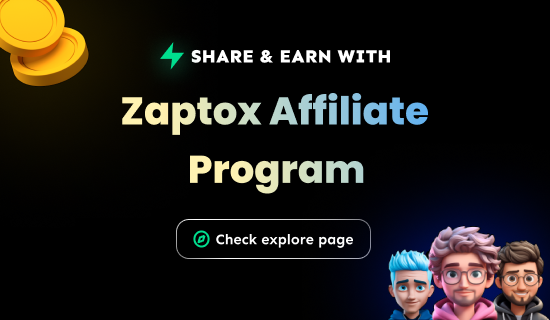 SHARE & EARN WITH
Zaptox Affiliate
Program
Check explore page